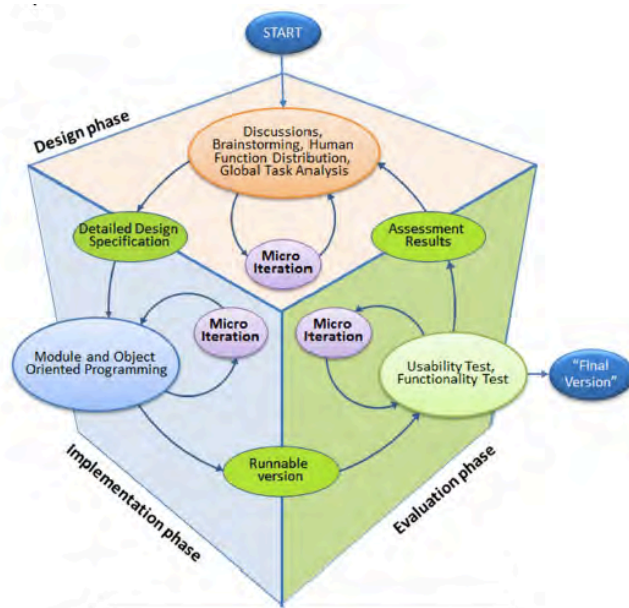 START
Design phase
Discussions,
Brainstorming, Human
Function Distribution,
Global Task Analysis
Detailed Design
Specification
Assessment
Results
Micro
Iteration
Micro
Iteration
Micro
Iteration
Module and Object
Oriented Programming
Usability Test,
Functionality Test
"FInal
Version"
Runnable
version
Implementation phase
Evaluation phase